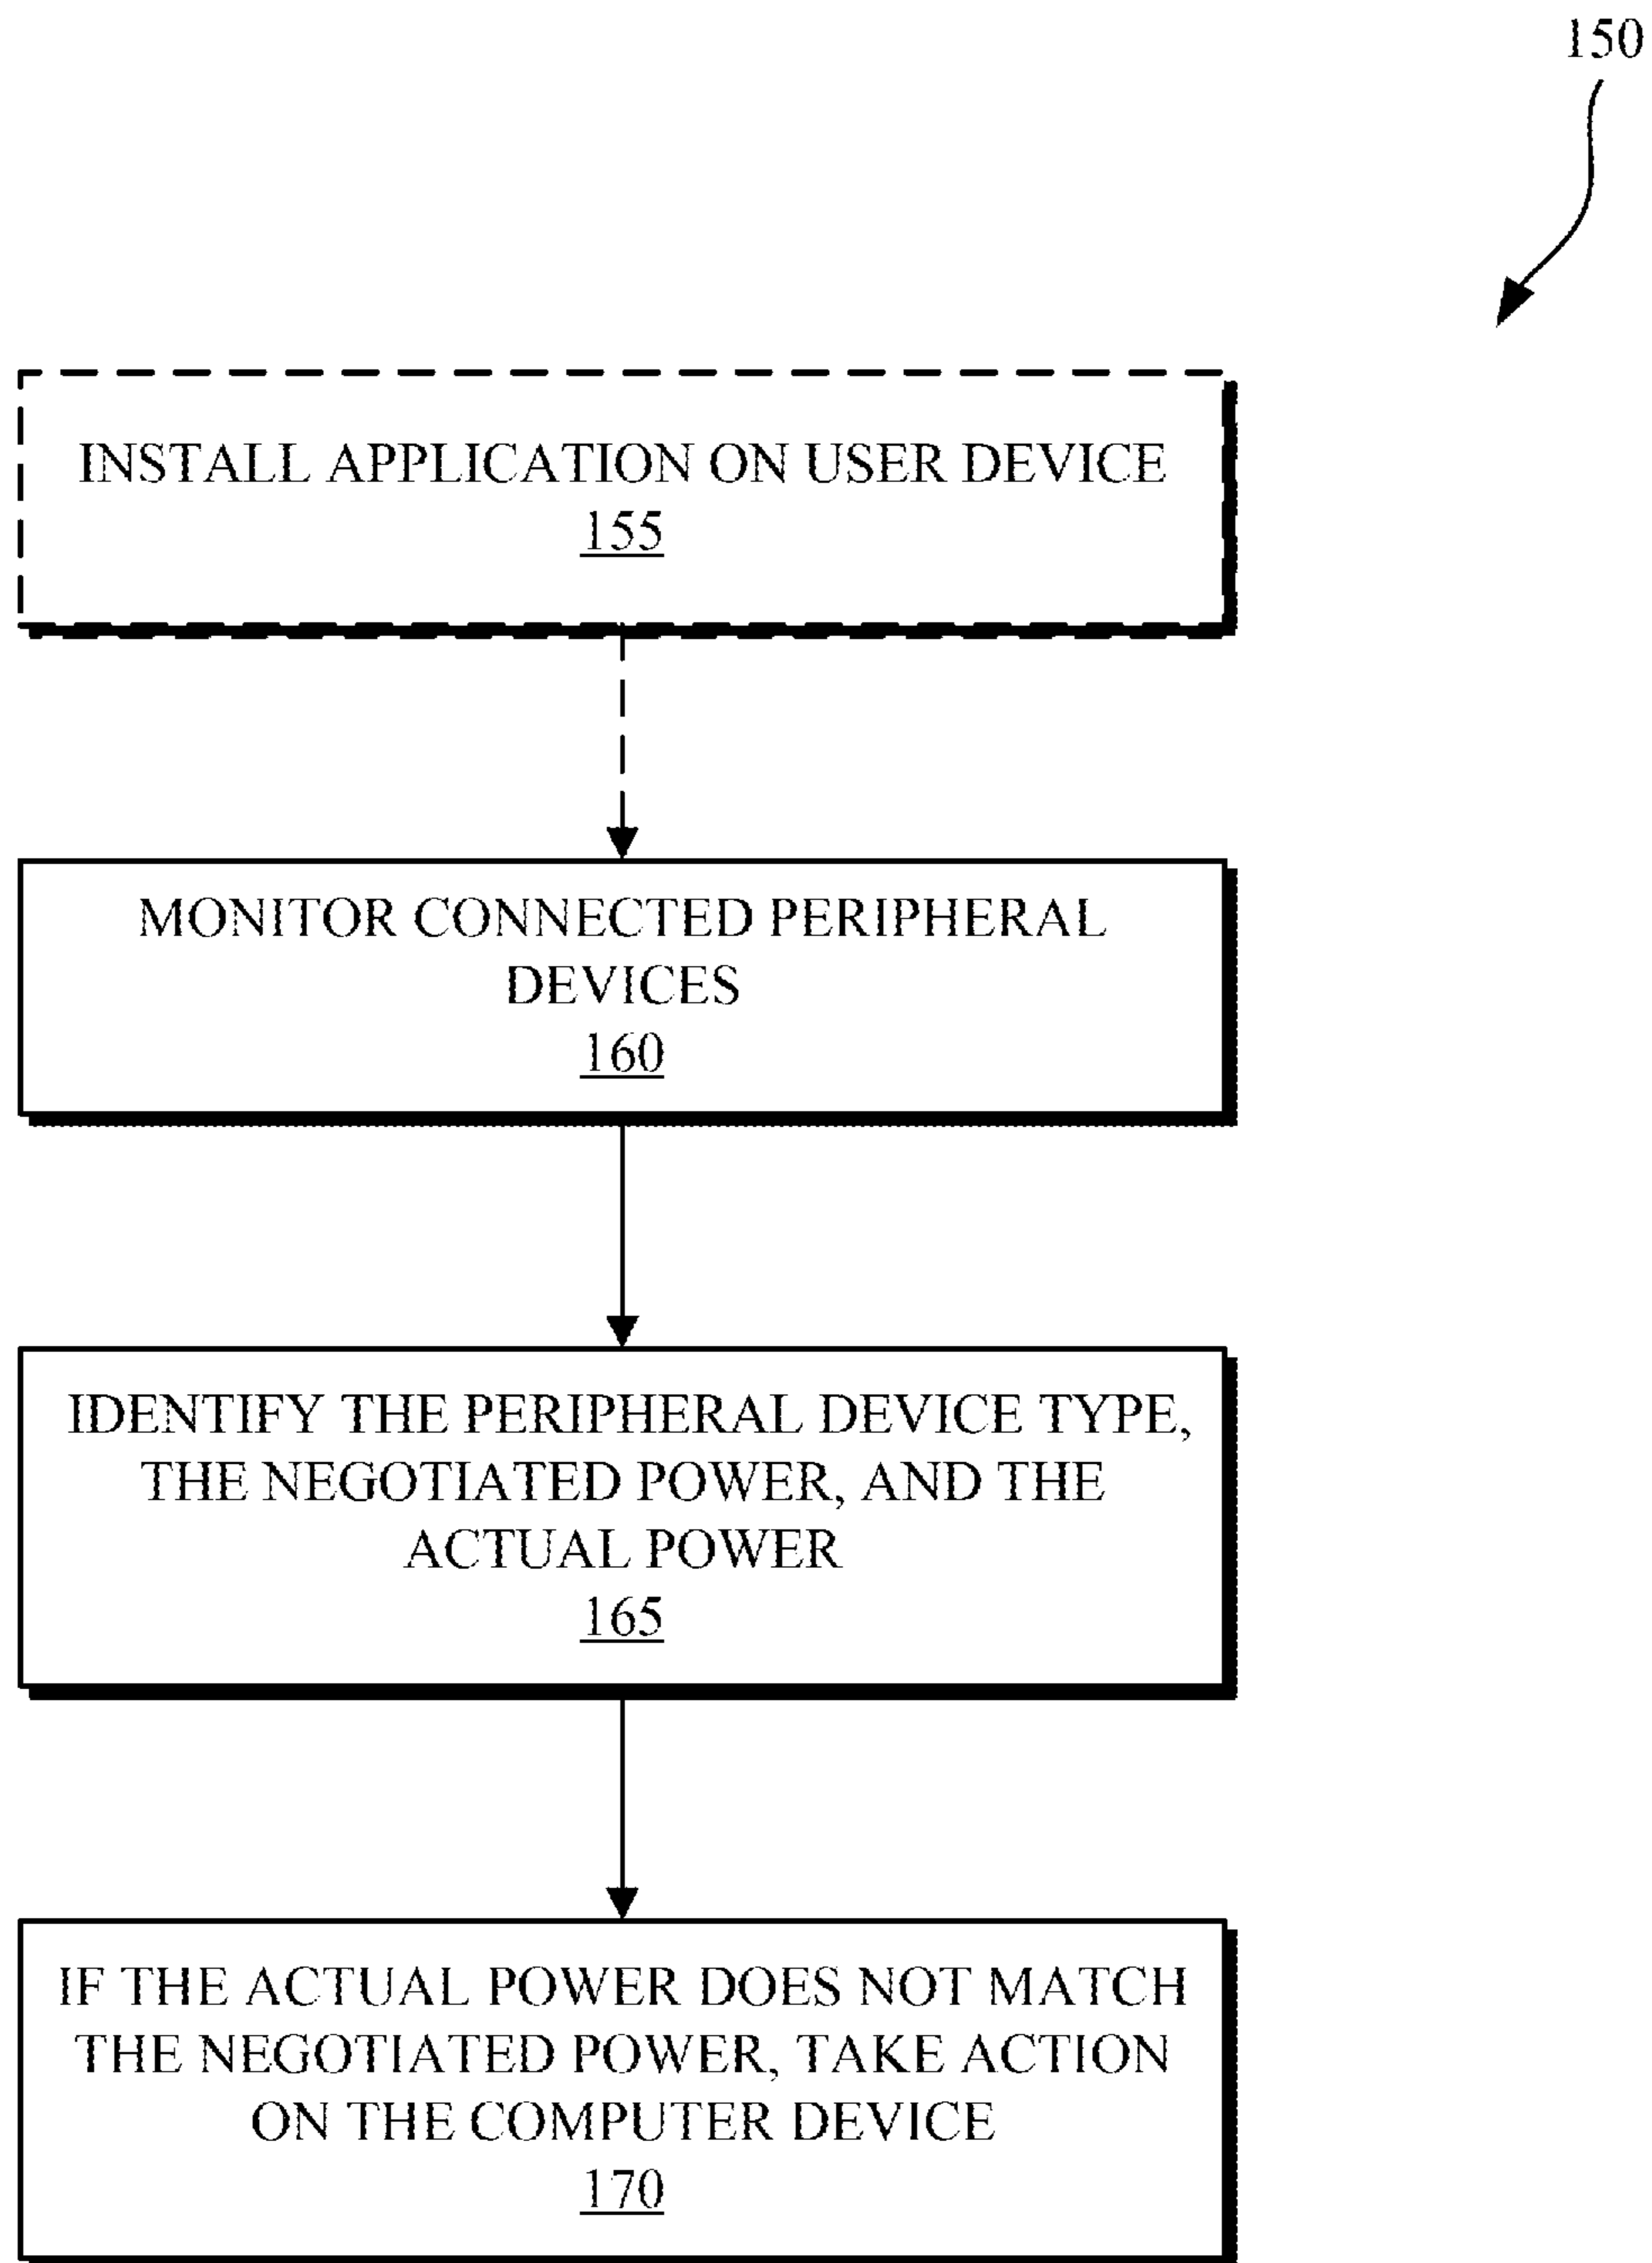 150
INSTALL APPLICATION ON USER DEVICE
155
MONITOR CONNECTED PERIPHERAL
DEVICES
160
IDENTIFY THE PERIPHERAL DEVICE TYPE,
THE NEGOTIATED POWER, AND THE
ACTUAL POWER
165
IF THE ACTUAL POWER DOES NOT MATCH
THE NEGOTIATED POWER, TAKE ACTION
ON THE COMPUTER DEVICE
170